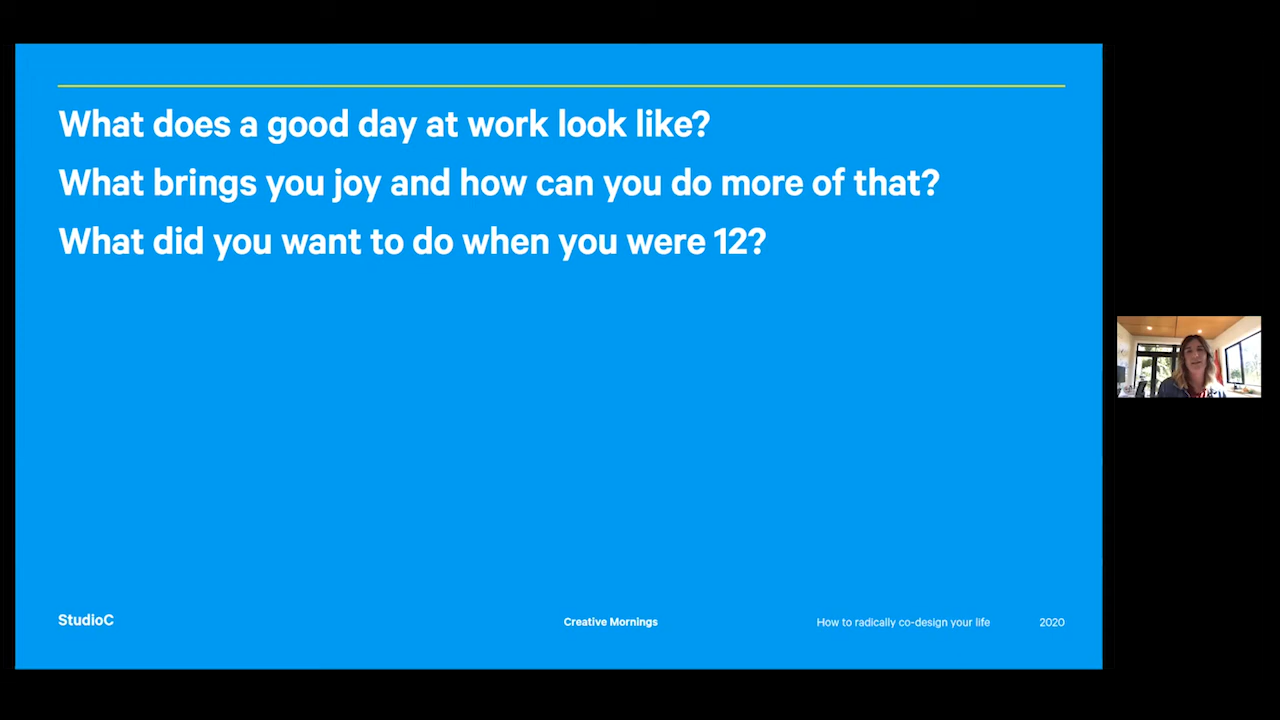 What does a good day at work look like?
What brings you joy and how can you do more of that?
What did you want to do when you were 12?
StudioC
Creative Mornings
How to radically co-design your life
2020